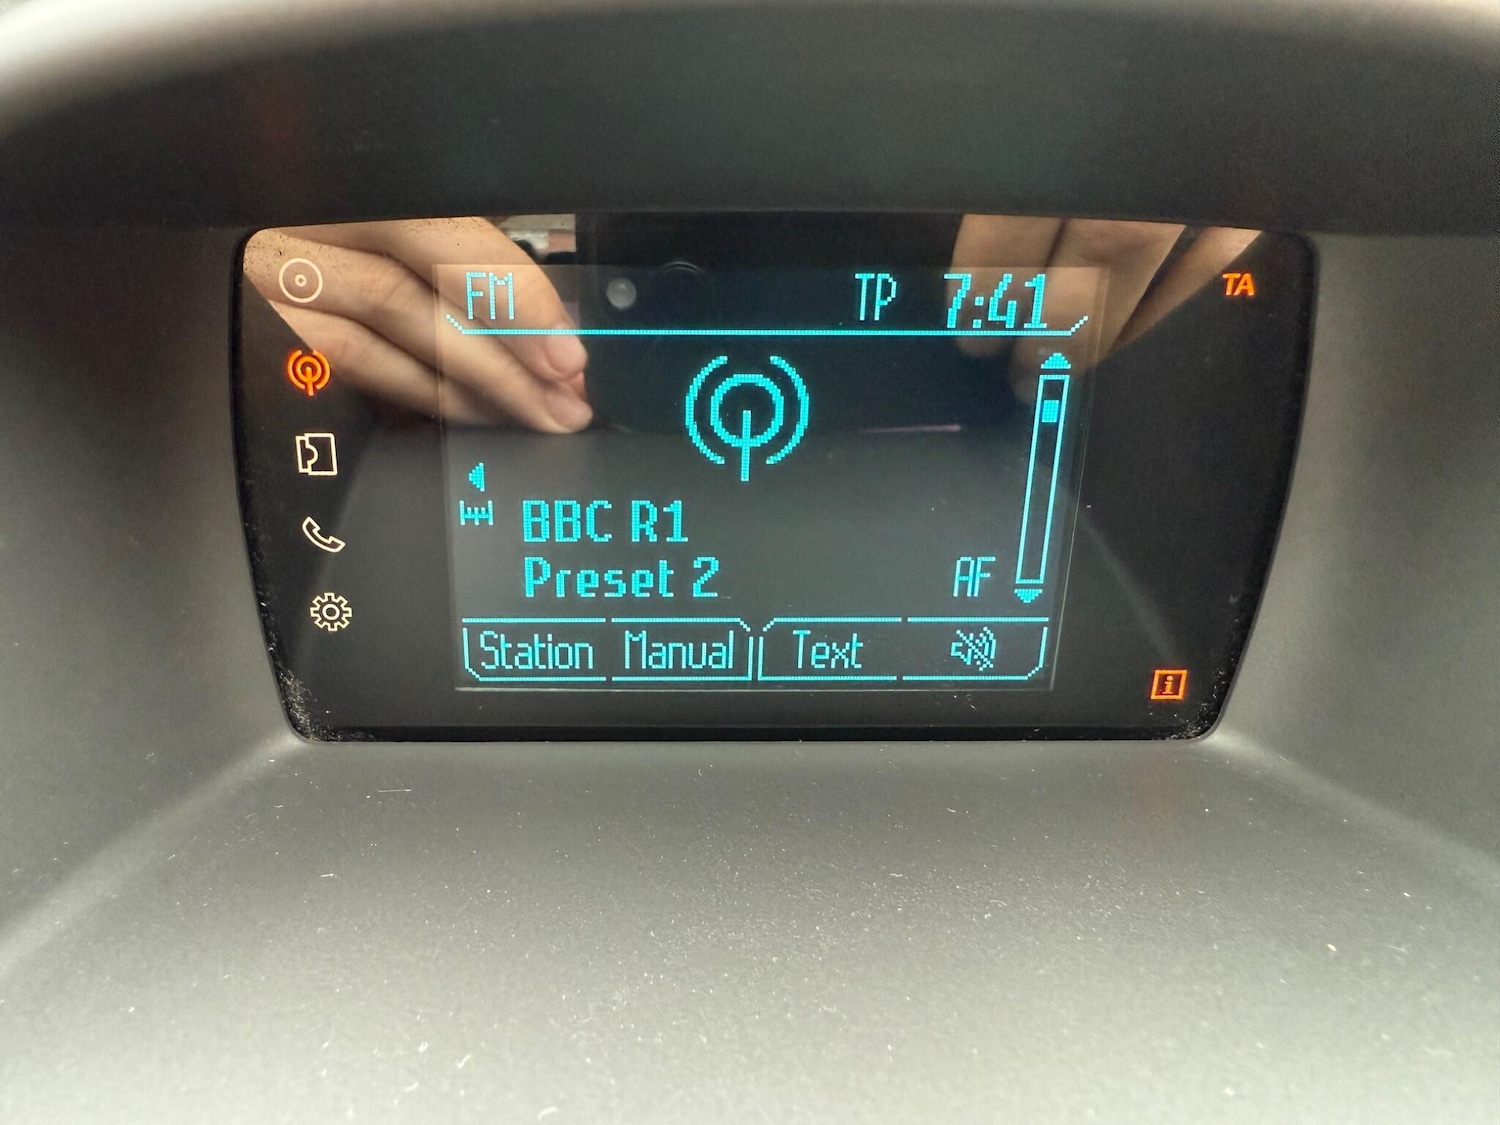 FM TP 7:41 TA
BBC R1
Preset 2 AF
Station Manual Text
i